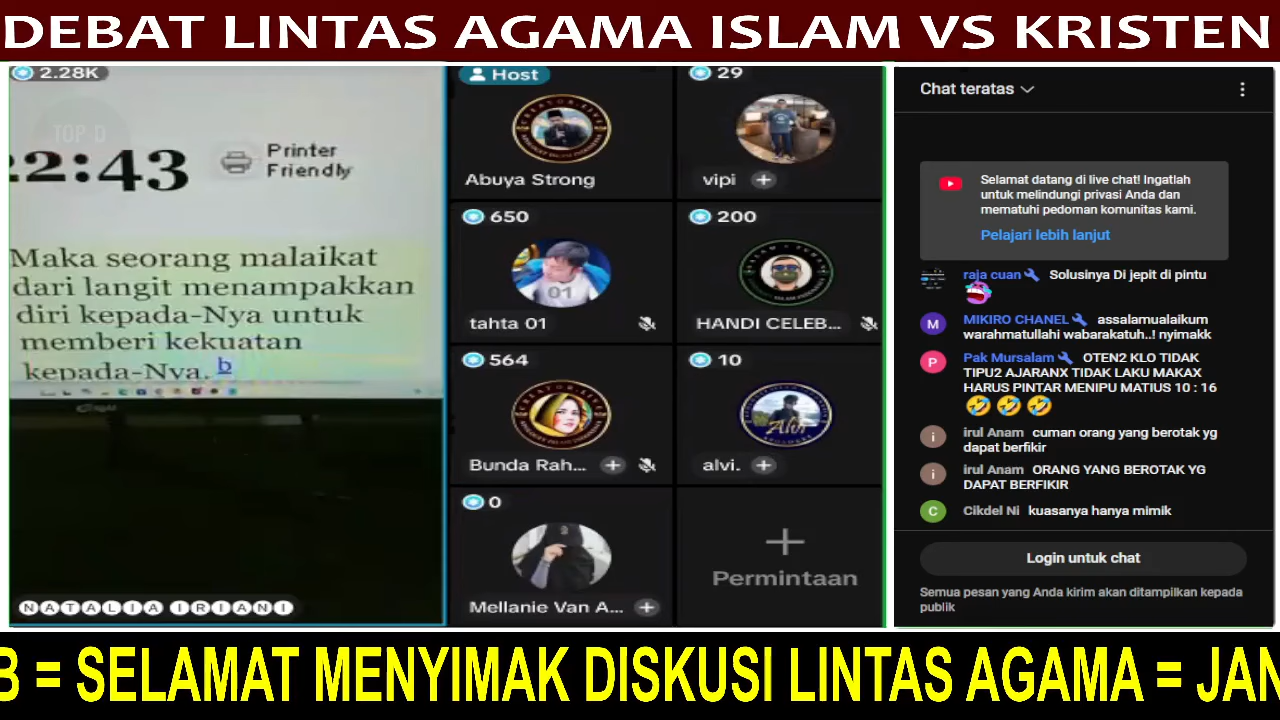 DEBAT LINTAS AGAMA ISLAM VS KRISTEN
2.28K
TOP D
22:43
Printer
Friendly
Maka seorang malaikat
dari langit menampakkan
diri kepada-Nya untuk
memberi kekuatan
kepada-Nya. b
NATALIA IRIANI
Host
Abuya Strong
29
vipi
650
01
tahta 01
200
HANDI CELEB...
564
Bunda Rah...
10
Alvi
alvi.
0
Mellanie Van A...
Permintaan
Chat teratas
Selamat datang di live chat! Ingatlah
untuk melindungi privasi Anda dan
mematuhi pedoman komunitas kami.
Pelajari lebih lanjut
raja cuan Solusinya Di jepit di pintu
M
MIKIRO CHANEL assalamualaikum
warahmatullahi wabarakatuh..! nyimakk
P
Pak Mursalam OTEN2 KLO TIDAK
TIPU2 AJARANX TIDAK LAKU MAKAX
HARUS PINTAR MENIPU MATIUS 10 : 16
🤣🤣🤣
i
irul Anam cuman orang yang berotak yg
dapat berfikir
i
irul Anam ORANG YANG BEROTAK YG
DAPAT BERFIKIR
C
Cikdel Ni kuasanya hanya mimik
Login untuk chat
Semua pesan yang Anda kirim akan ditampilkan kepada
publik
B = SELAMAT MENYIMAK DISKUSI LINTAS AGAMA = JAN